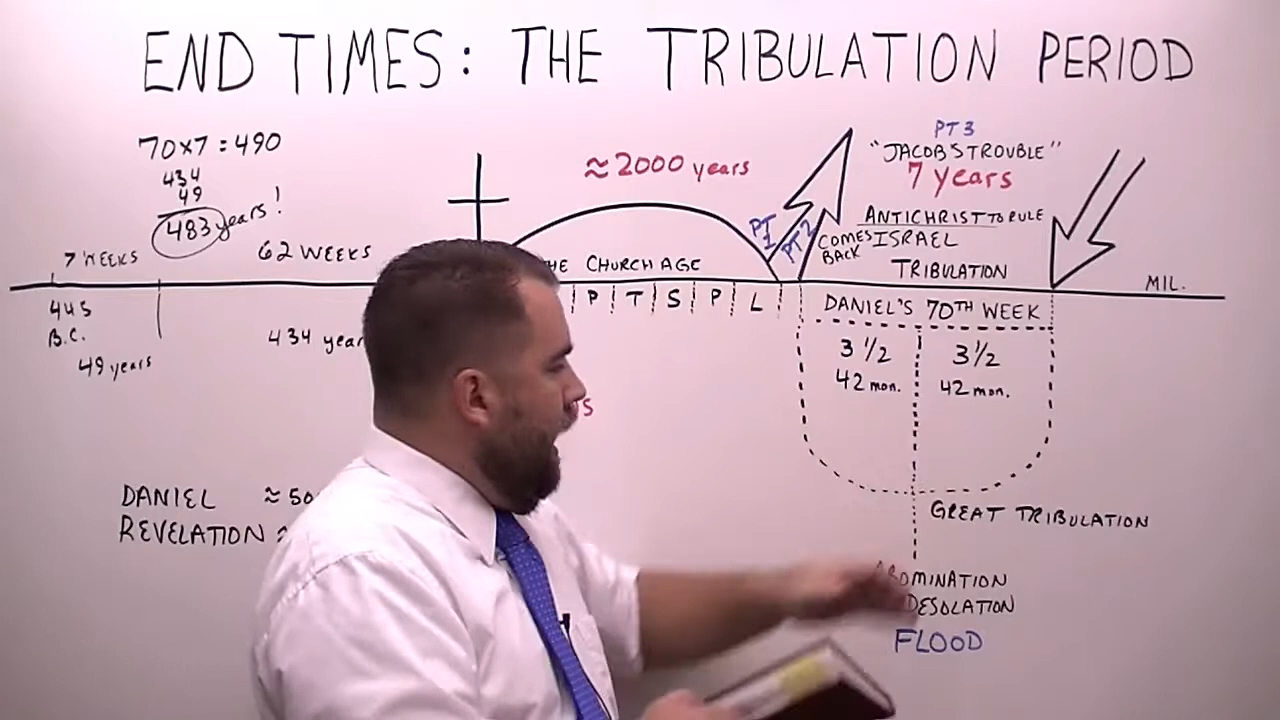 END TIMES: THE TRIBULATION PERIOD
70×7=490
434
49
483 years!
7 WEEKS
62 WEEKS
445
B.C.
49 years
434 year
DANIEL ≈ 50
REVELATION ≈
≈2000 years
HE CHURCH AGE
P T S P L
PT 1
PT 2
PT 3
"JACOBS TROUBLE"
7 years
ANTICHRIST TO RULE
COMES BACK
ISRAEL
TRIBULATION
MIL.
DANIEL'S 70TH WEEK
3 1/2 3 1/2
42 mon. 42 mon.
GREAT TRIBULATION
BOMINATION
DESOLATION
FLOOD